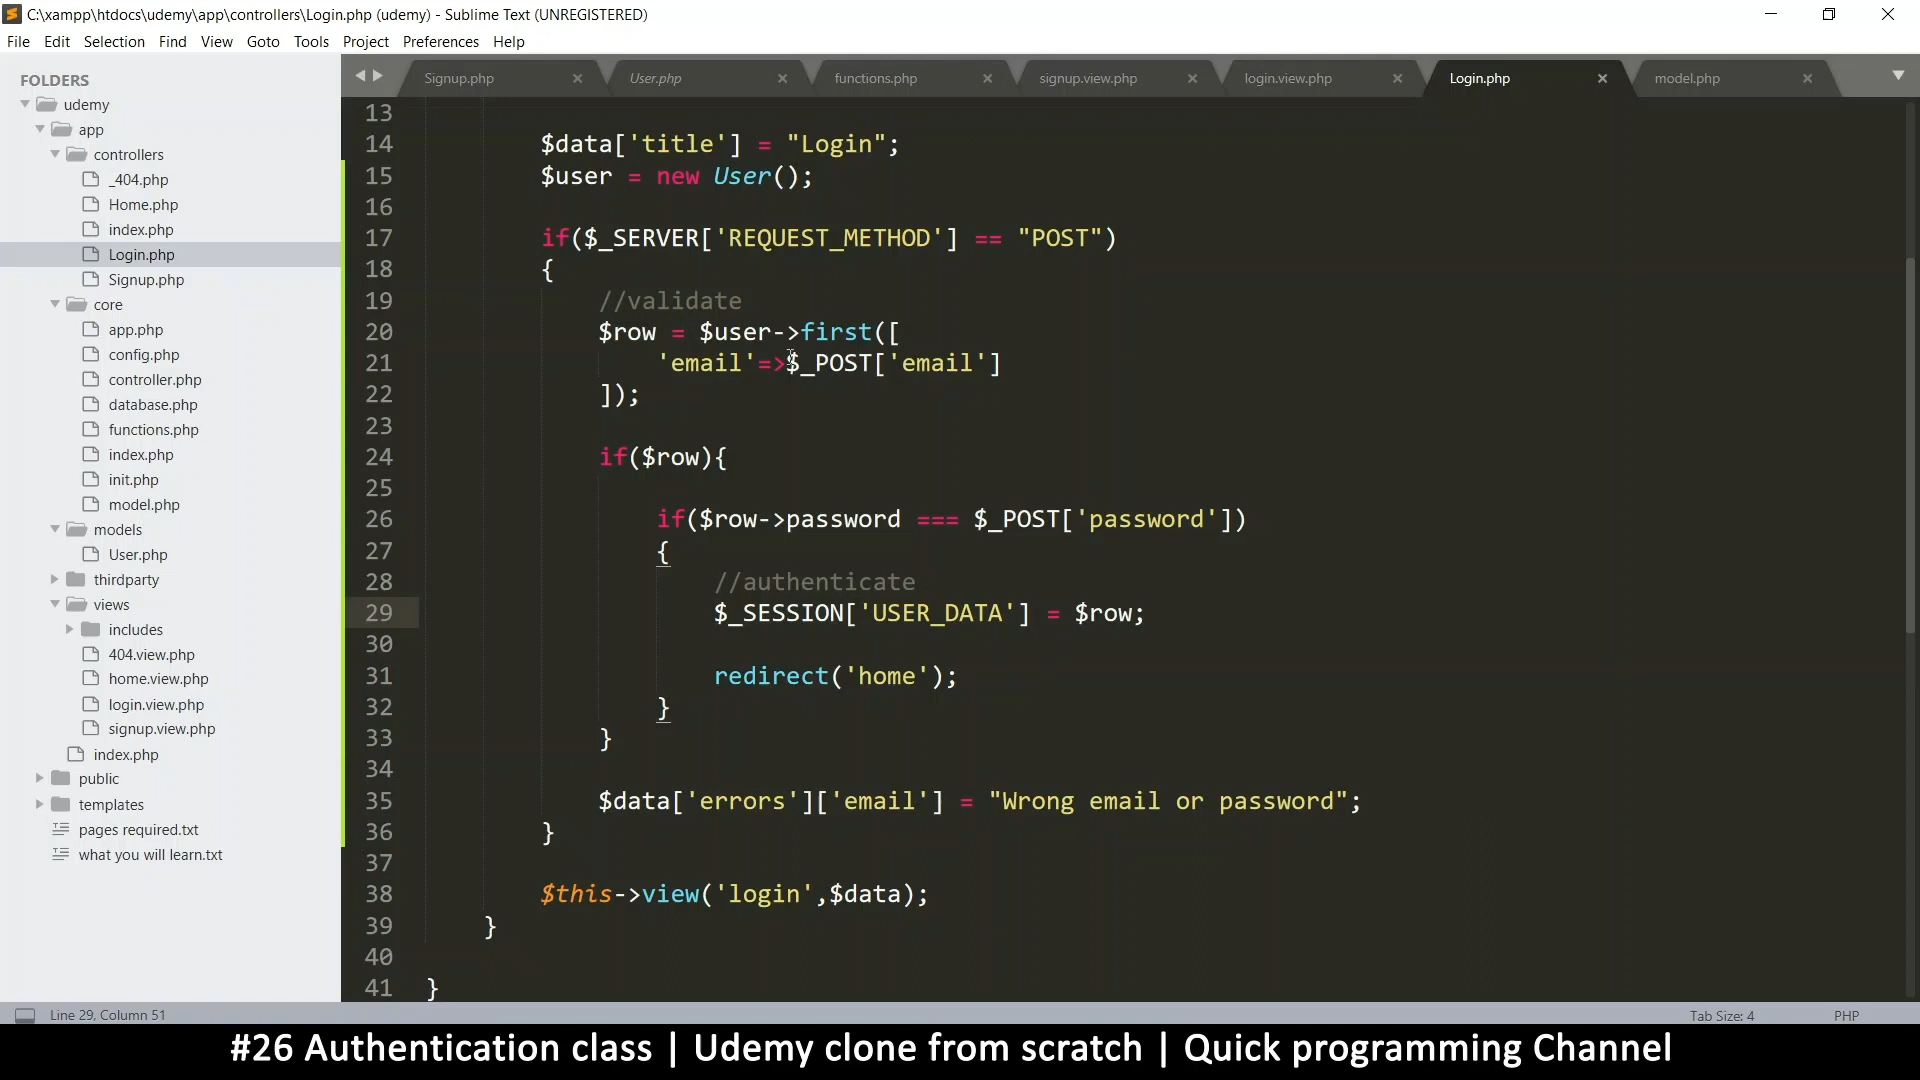 C:\xampp\htdocs\udemy\app\controllers\Login.php (udemy) - Sublime Text (UNREGISTERED)
File Edit Selection Find View Goto Tools Project Preferences Help
FOLDERS
udemy
app
controllers
_404.php
Home.php
index.php
Login.php
Signup.php
core
app.php
config.php
controller.php
database.php
functions.php
index.php
init.php
model.php
models
User.php
thirdparty
views
includes
404.view.php
home.view.php
login.view.php
signup.view.php
index.php
public
templates
pages required.txt
what you will learn.txt
Signup.php User.php functions.php signup.view.php login.view.php Login.php model.php
13
14 $data['title'] = "Login";
15 $user = new User();
16
17 if($_SERVER['REQUEST_METHOD'] == "POST")
18 {
19 //validate
20 $row = $user->first([
21 'email'=>$_POST['email']
22 ]);
23
24 if($row){
25
26 if($row->password === $_POST['password'])
27 {
28 //authenticate
29 $_SESSION['USER_DATA'] = $row;
30
31 redirect('home');
32 }
33 }
34
35 $data['errors']['email'] = "Wrong email or password";
36 }
37
38 $this->view('login',$data);
39 }
40
41 }
Line 29, Column 51 Tab Size: 4 PHP
#26 Authentication class | Udemy clone from scratch | Quick programming Channel